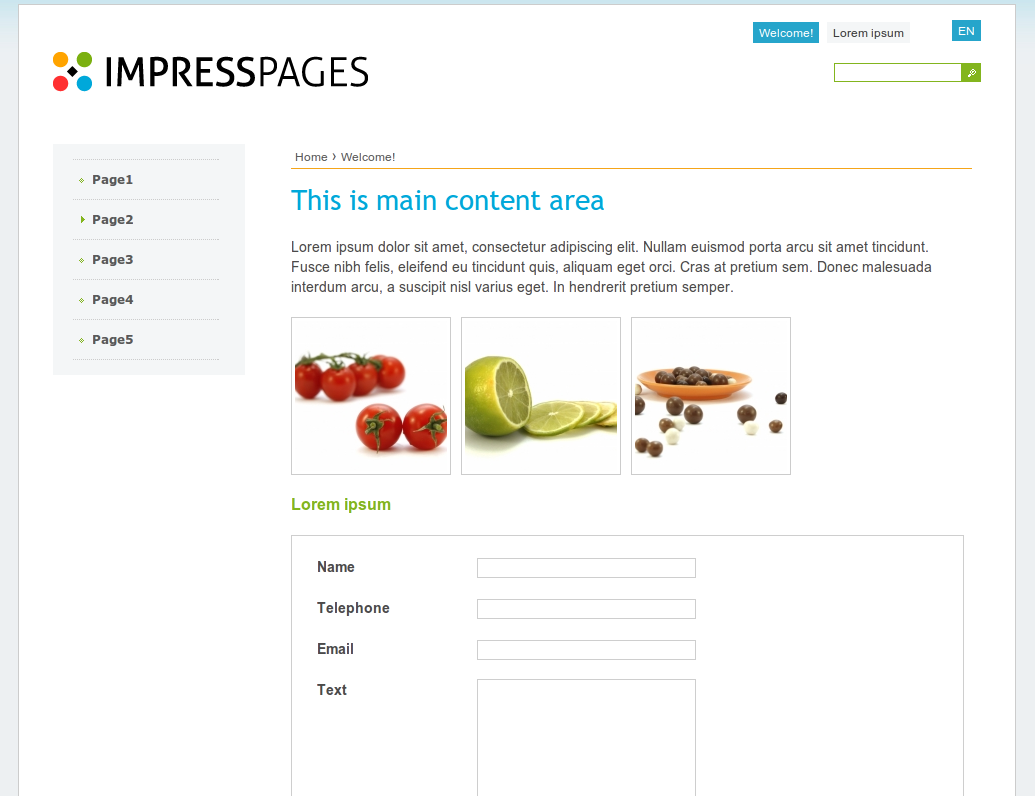 Welcome! Lorem ipsum EN
IMPRESSPAGES
Page1
Page2
Page3
Page4
Page5
Home › Welcome!
This is main content area
Lorem ipsum dolor sit amet, consectetur adipiscing elit. Nullam euismod porta arcu sit amet tincidunt.
Fusce nibh felis, eleifend eu tincidunt quis, aliquam eget orci. Cras at pretium sem. Donec malesuada
interdum arcu, a suscipit nisl varius eget. In hendrerit pretium semper.
Lorem ipsum
Name
Telephone
Email
Text